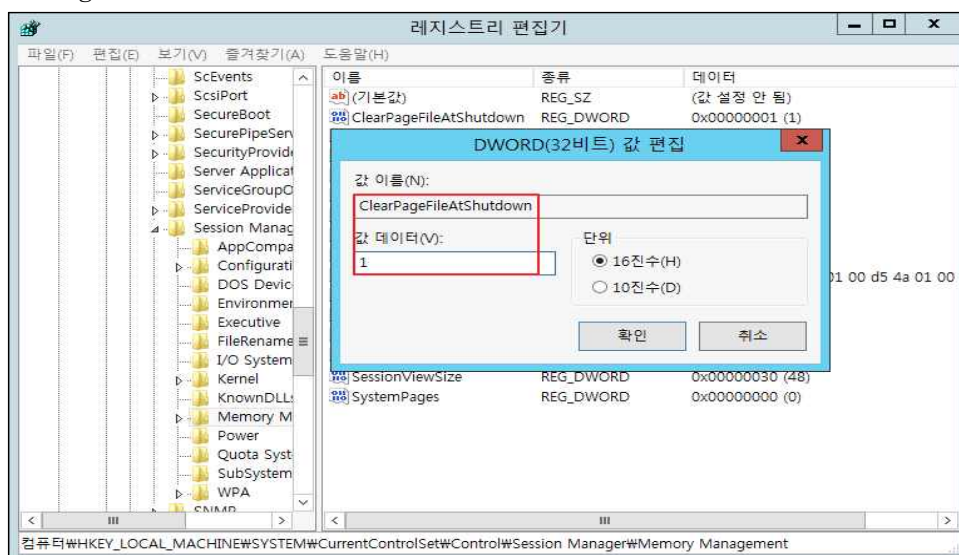 레지스트리 편집기
파일(F) 편집(E) 보기(V) 즐겨찾기(A) 도움말(H)
ScEvents
ScsiPort
SecureBoot
SecurePipeServ
SecurityProvide
Server Applicat
ServiceGroupO
ServiceProvide
Session Manag
AppCompa
Configurati
DOS Devic
Environmen
Executive
FileRename
I/O System
Kernel
KnownDLLs
Memory M
Power
Quota Syst
SubSystem
WPA
SNMP
이름 종류 데이터
(기본값) REG_SZ (값 설정 안 됨)
ClearPageFileAtShutdown REG_DWORD 0x00000001 (1)
DWORD(32비트) 값 편집
값 이름(N):
ClearPageFileAtShutdown
값 데이터(V):
1
단위
16진수(H)
10진수(D)
확인 취소
01 00 d5 4a 01 00
SessionViewSize REG_DWORD 0x00000030 (48)
SystemPages REG_DWORD 0x00000000 (0)
컴퓨터₩HKEY_LOCAL_MACHINE₩SYSTEM₩CurrentControlSet₩Control₩Session Manager₩Memory Management